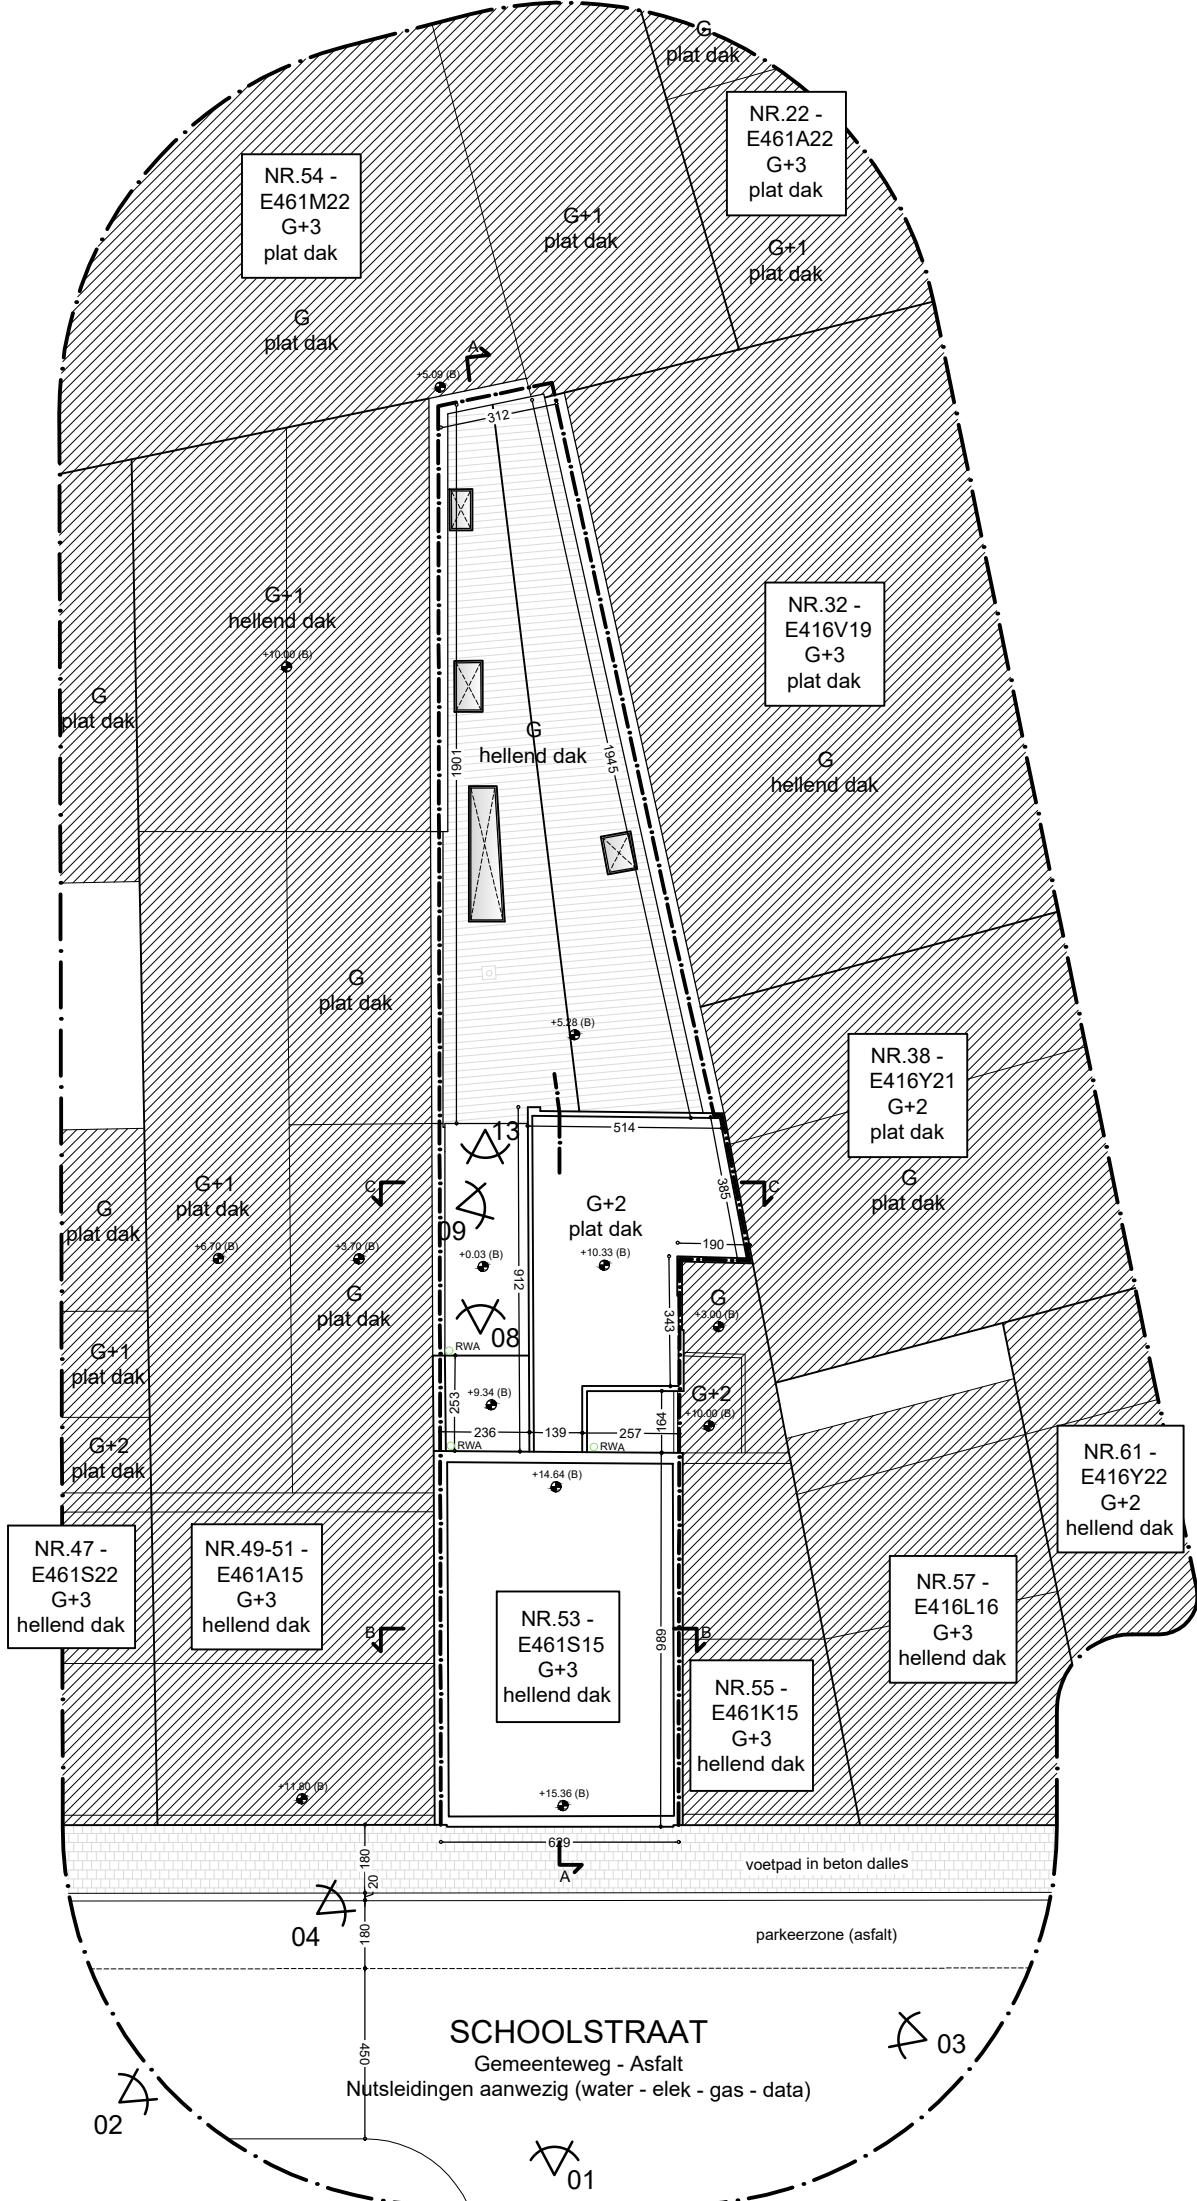 G
plat dak
NR.22 -
E461A22
G+3
plat dak
NR.54 -
E461M22
G+3
plat dak
G+1
plat dak
G+1
plat dak
G
plat dak
A
+5.09 (B)
312
G+1
hellend dak
+10.00 (B)
NR.32 -
E416V19
G+3
plat dak
G
plat dak
G
hellend dak
1901
1945
G
hellend dak
G
plat dak
+5.28 (B)
NR.38 -
E416Y21
G+2
plat dak
G
plat dak
13
514
C
385
C
G+1
plat dak
+6.70 (B)
G
plat dak
+3.70 (B)
G
plat dak
09
+0.03 (B)
G+2
plat dak
+10.33 (B)
190
912
343
G
+3.00 (B)
08
RWA
G+1
plat dak
253
+9.34 (B)
G+2
+10.00 (B)
164
236
139
257
RWA
RWA
G+2
plat dak
NR.61 -
E416Y22
G+2
hellend dak
+14.64 (B)
NR.47 -
E461S22
G+3
hellend dak
NR.49-51 -
E461A15
G+3
hellend dak
NR.53 -
E461S15
G+3
hellend dak
NR.57 -
E416L16
G+3
hellend dak
B
989
B
NR.55 -
E461K15
G+3
hellend dak
+11.80 (B)
+15.36 (B)
629
A
180
voetpad in beton dalles
20
04
180
parkeerzone (asfalt)
SCHOOLSTRAAT
Gemeenteweg - Asfalt
Nutsleidingen aanwezig (water - elek - gas - data)
450
03
02
01